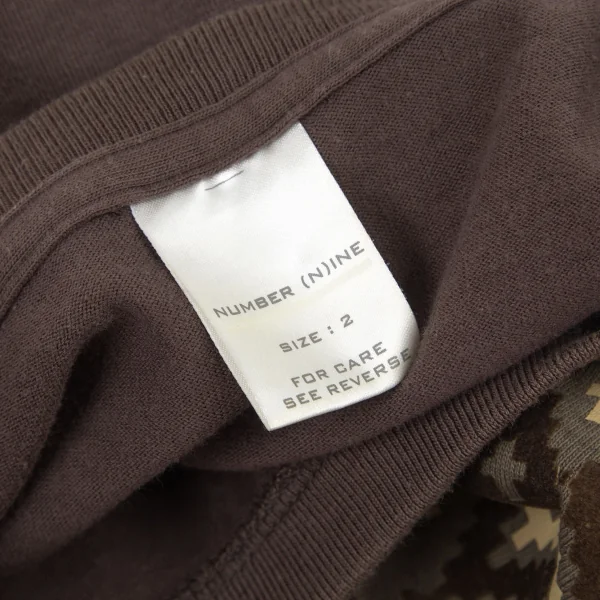 NUMBER (N)INE
SIZE : 2
FOR CARE
SEE REVERSE